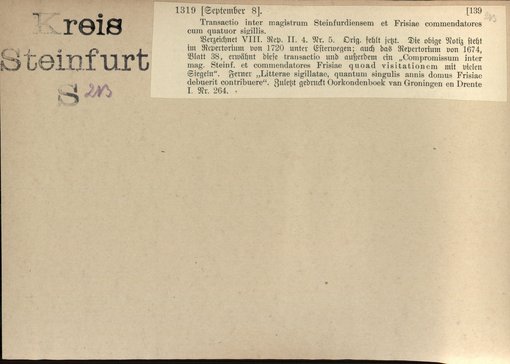 Kreis
Steinfurt
S 203
1319 [September 8]. [139
Transactio inter magistrum Steinfurdiensem et Frisiae commendatores
cum quatuor sigillis.
Verzeichnet VIII. Rep. II. 4. Nr. 5. Orig. fehlt jetzt. Die obige Notiz steht
im Repertorium von 1720 unter Esterwegen; auch das Repertorium von 1674,
Blatt 38, erwähnt diese transactio und außerdem ein „Compromissum inter
mag. Steinf. et commendatores Frisiae quoad visitationem mit vielen
Siegeln“. Ferner „Litterae sigillatae, quantum singulis annis domus Frisiae
debuerit contribuere“. Zuletzt gedruckt Oorkondenboek van Groningen en Drente
I. Nr. 264.